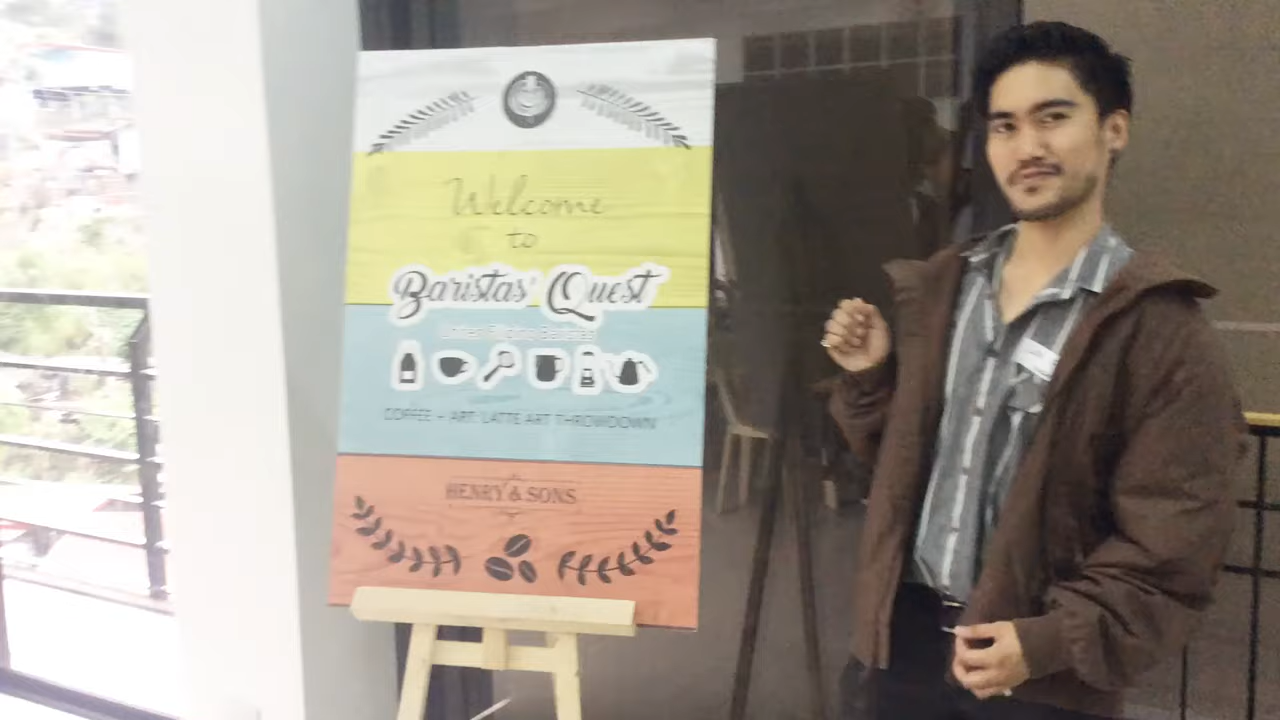 Welcome
to
Baristas' Quest
COFFEE + ART: LATTE ART THROWDOWN
HENRY & SONS